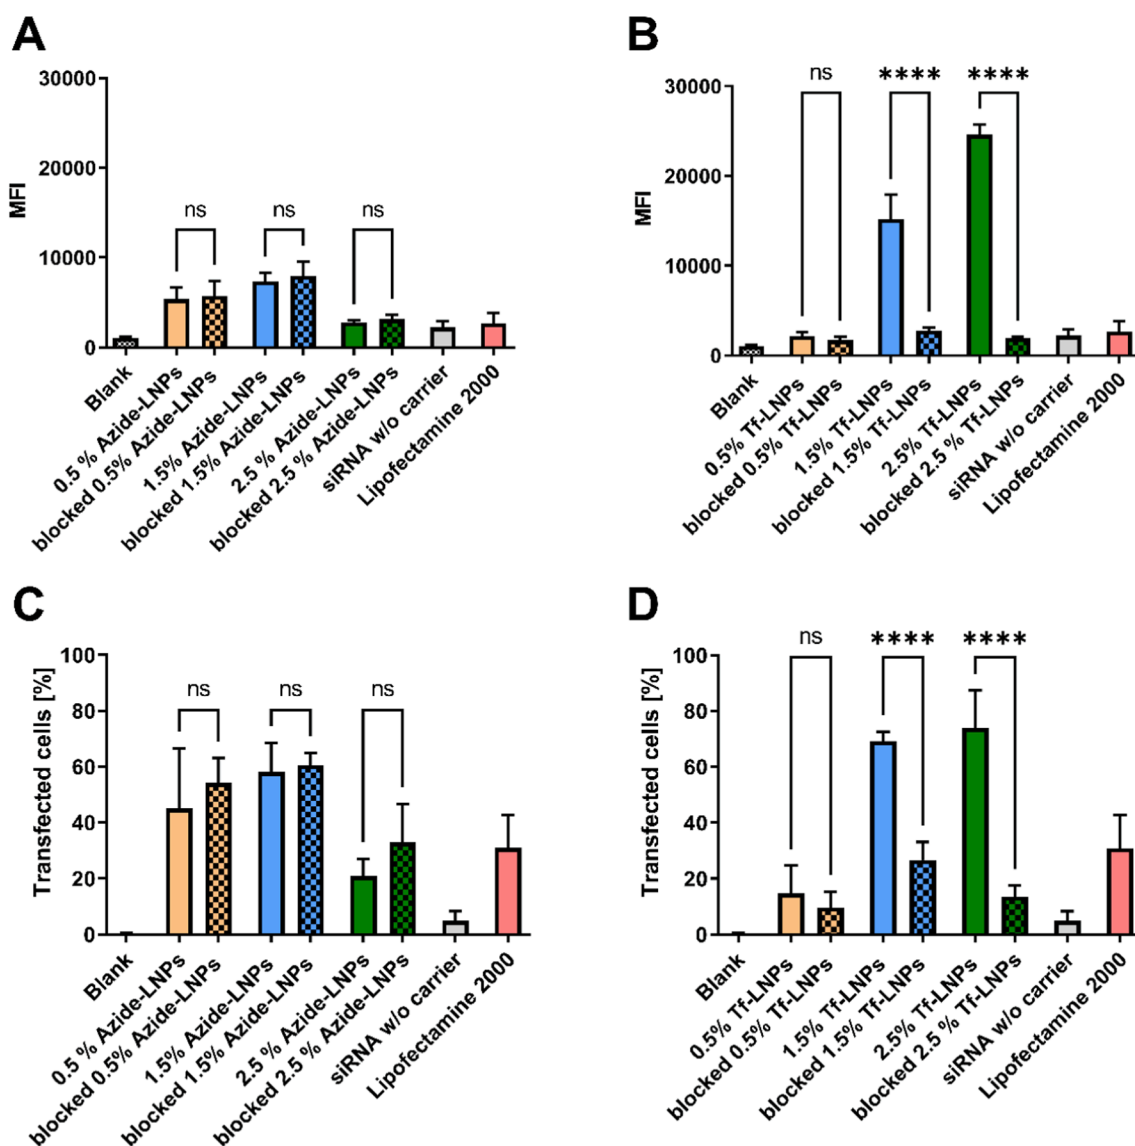 A
MFI
30000
20000
10000
0
ns
ns
ns
Blank
0.5 % Azide-LNPs
blocked 0.5% Azide-LNPs
1.5% Azide-LNPs
blocked 1.5% Azide-LNPs
2.5 % Azide-LNPs
blocked 2.5 % Azide-LNPs
siRNA w/o carrier
Lipofectamine 2000
B
MFI
30000
20000
10000
0
ns
****
****
Blank
0.5% Tf-LNPs
blocked 0.5% Tf-LNPs
1.5% Tf-LNPs
blocked 1.5% Tf-LNPs
2.5% Tf-LNPs
blocked 2.5 % Tf-LNPs
siRNA w/o carrier
Lipofectamine 2000
C
Transfected cells [%]
100
80
60
40
20
0
ns
ns
ns
Blank
0.5 % Azide-LNPs
blocked 0.5% Azide-LNPs
1.5% Azide-LNPs
blocked 1.5% Azide-LNPs
2.5 % Azide-LNPs
blocked 2.5 % Azide-LNPs
siRNA w/o carrier
Lipofectamine 2000
D
Transfected cells [%]
100
80
60
40
20
0
ns
****
****
Blank
0.5% Tf-LNPs
blocked 0.5% Tf-LNPs
1.5% Tf-LNPs
blocked 1.5% Tf-LNPs
2.5% Tf-LNPs
blocked 2.5 % Tf-LNPs
siRNA w/o carrier
Lipofectamine 2000